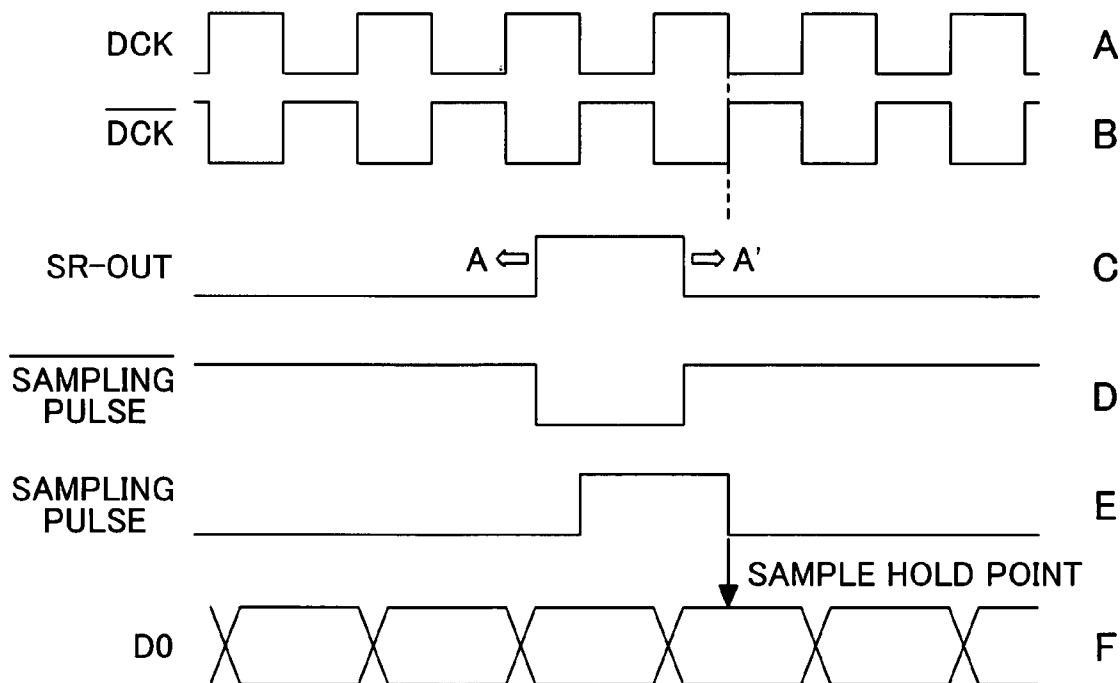 DCK A
DCK B
SR-OUT A A' C
SAMPLING
PULSE D
SAMPLING
PULSE E
SAMPLE HOLD POINT
D0 F